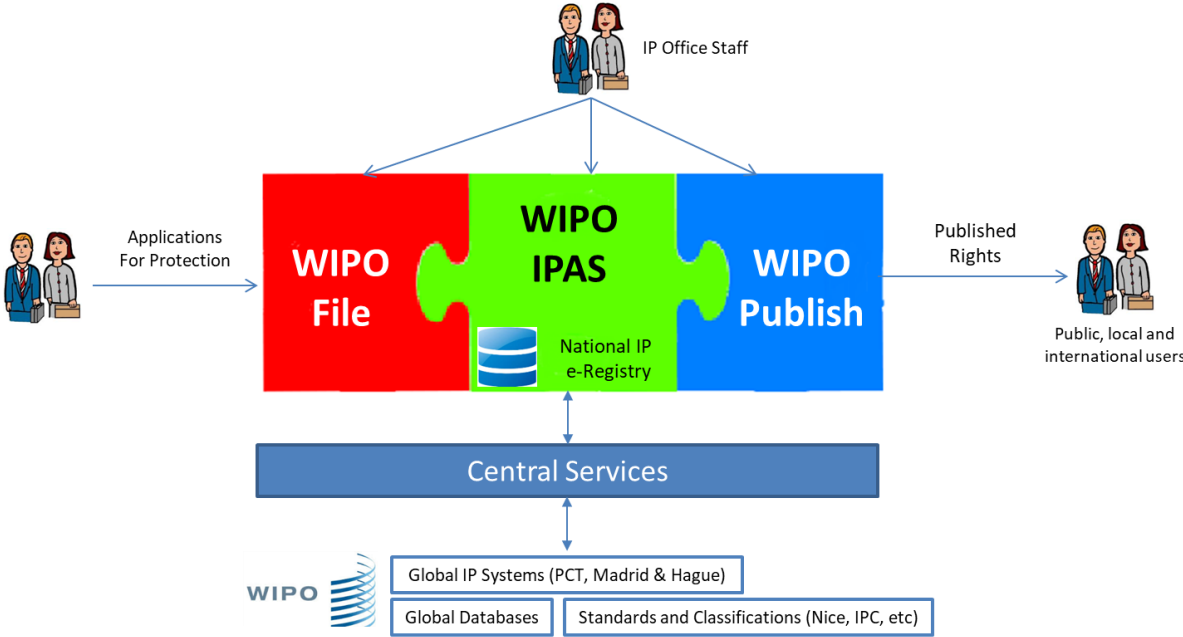 IP Office Staff
Applications
For Protection
WIPO
File
WIPO
IPAS
National IP
e-Registry
WIPO
Publish
Published
Rights
Public, local and
international users
Central Services
WIPO
Global IP Systems (PCT, Madrid & Hague)
Global Databases
Standards and Classifications (Nice, IPC, etc)